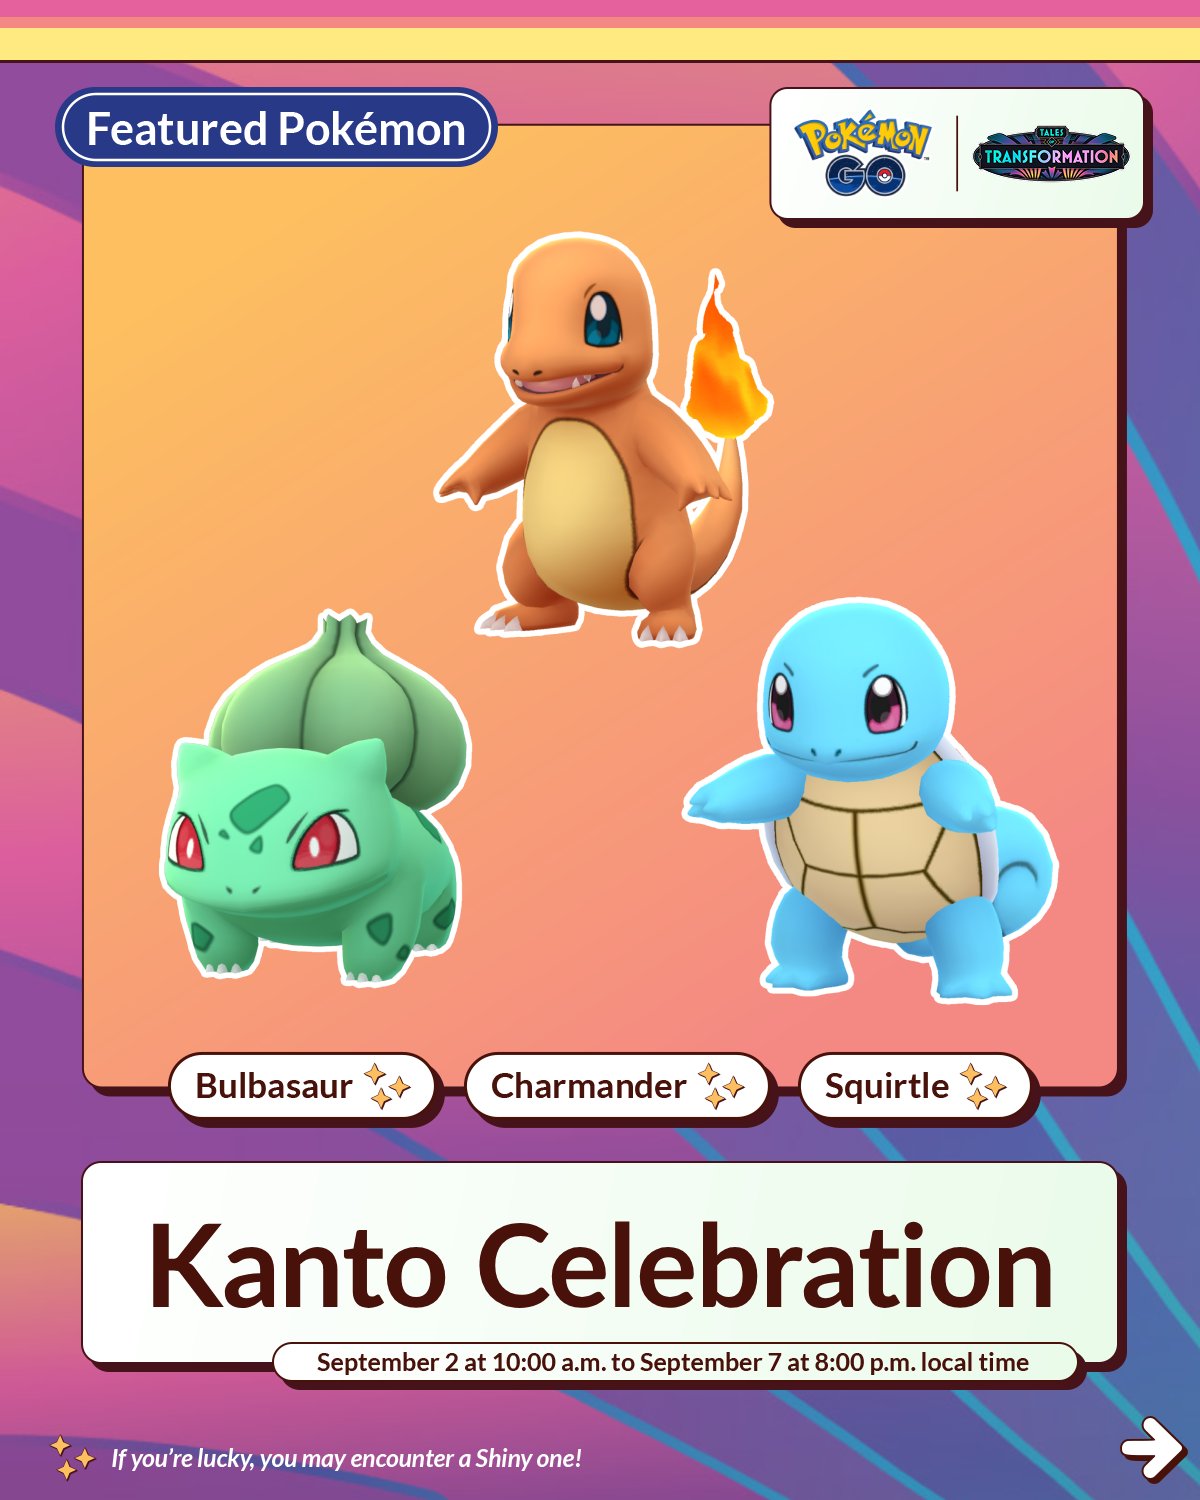 Featured Pokémon
POKÉMON
GO
TALES
OF
TRANSFORMATION
Bulbasaur
Charmander
Squirtle
Kanto Celebration
September 2 at 10:00 a.m. to September 7 at 8:00 p.m. local time
If you’re lucky, you may encounter a Shiny one!